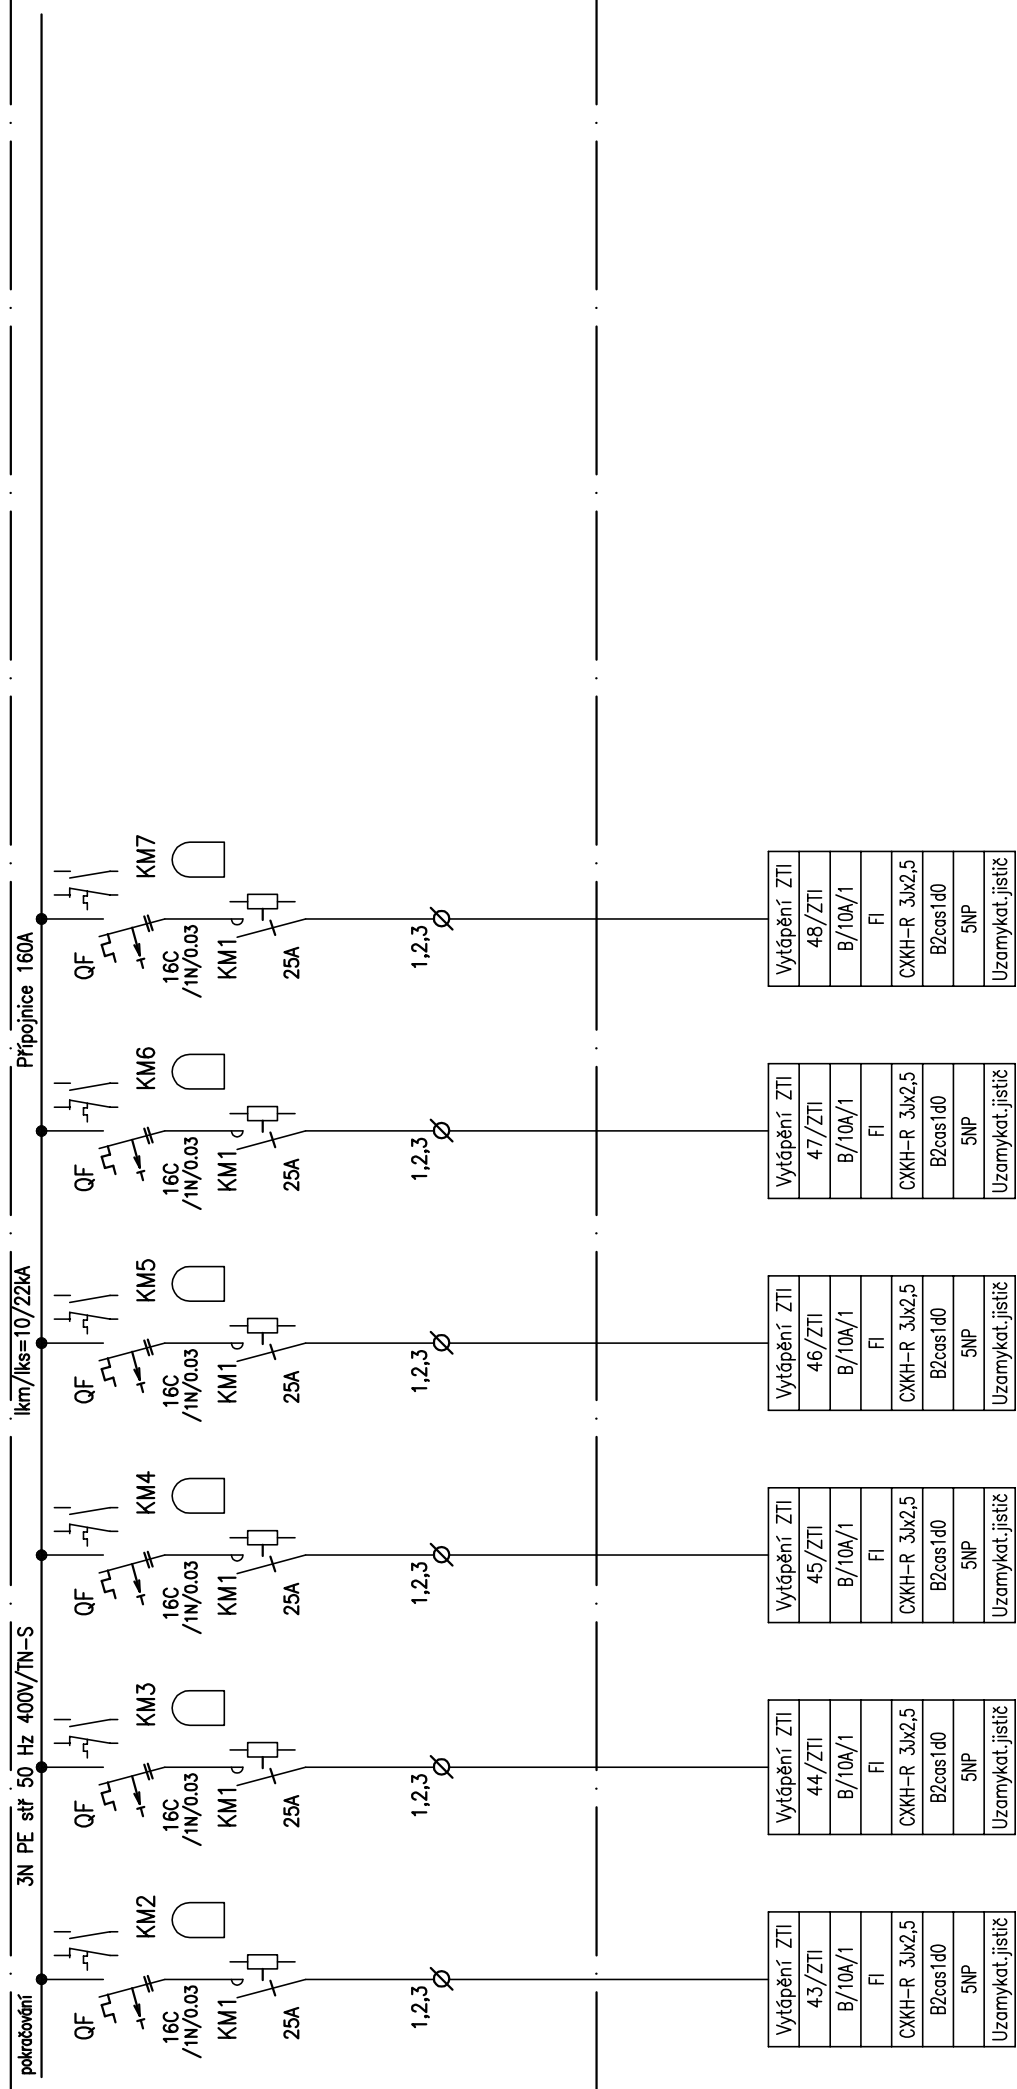 pokračování
3N PE stř 50 Hz 400V/TN-S
Ikm/Iks=10/22kA
Přípojnice 160A
QF
16C
/1N/0.03
KM2
KM1
25A
1,2,3
Vytápění ZTI
43/ZTI
B/10A/1
FI
CXKH-R 3Jx2,5
B2cas1d0
5NP
Uzamykat.jistič
QF
16C
/1N/0.03
KM3
KM1
25A
1,2,3
Vytápění ZTI
44/ZTI
B/10A/1
FI
CXKH-R 3Jx2,5
B2cas1d0
5NP
Uzamykat.jistič
QF
16C
/1N/0.03
KM4
KM1
25A
1,2,3
Vytápění ZTI
45/ZTI
B/10A/1
FI
CXKH-R 3Jx2,5
B2cas1d0
5NP
Uzamykat.jistič
QF
16C
/1N/0.03
KM5
KM1
25A
1,2,3
Vytápění ZTI
46/ZTI
B/10A/1
FI
CXKH-R 3Jx2,5
B2cas1d0
5NP
Uzamykat.jistič
QF
16C
/1N/0.03
KM6
KM1
25A
1,2,3
Vytápění ZTI
47/ZTI
B/10A/1
FI
CXKH-R 3Jx2,5
B2cas1d0
5NP
Uzamykat.jistič
QF
16C
/1N/0.03
KM7
KM1
25A
1,2,3
Vytápění ZTI
48/ZTI
B/10A/1
FI
CXKH-R 3Jx2,5
B2cas1d0
5NP
Uzamykat.jistič